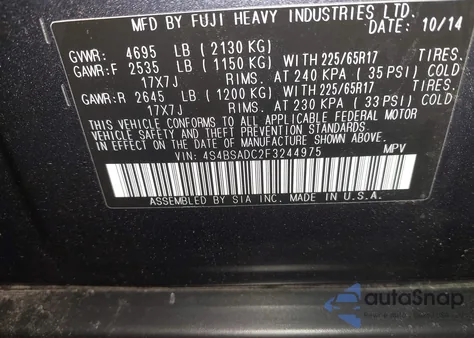 MFD BY FUJI HEAVY INDUSTRIES LTD.
DATE: 10/14
GVWR: 4695 LB (2130 KG)
GAWR:F 2535 LB (1150 KG) WITH 225/65R17 TIRES.
17X7J RIMS. AT 240 KPA (35 PSI) COLD
GAWR:R 2645 LB (1200 KG) WITH 225/65R17 TIRES.
17X7J RIMS. AT 230 KPA (33 PSI) COLD
THIS VEHICLE CONFORMS TO ALL APPLICABLE FEDERAL MOTOR
VEHICLE SAFETY, BUMPER, AND THEFT PREVENTION STANDARDS
IN EFFECT ON THE DATE OF MANUFACTURE SHOWN ABOVE.
VIN: 4S4BSADC2F3244975 MPV
ASSEMBLED BY SIA INC. MADE IN U.S.A.
autoSnap